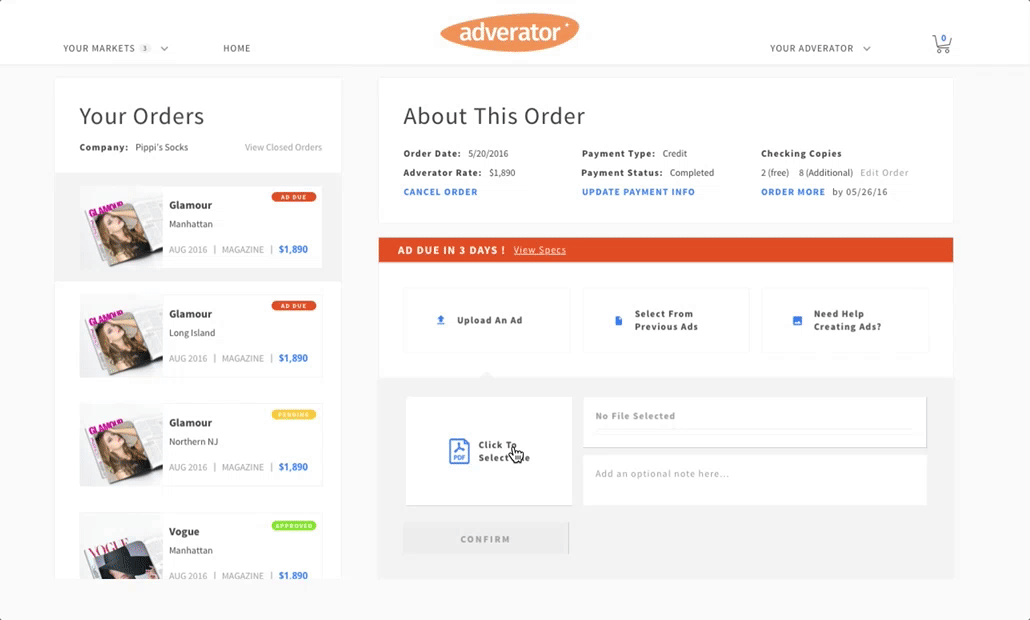 YOUR MARKETS 3
HOME
adverator
YOUR ADVERATOR
0
Your Orders
Company: Pippi's Socks
View Closed Orders
GLAMOUR
AD DUE
Glamour
Manhattan
AUG 2016 | MAGAZINE | $1,890
GLAMOUR
AD DUE
Glamour
Long Island
AUG 2016 | MAGAZINE | $1,890
GLAMOUR
PENDING
Glamour
Northern NJ
AUG 2016 | MAGAZINE | $1,890
VOGUE
APPROVED
Vogue
Manhattan
AUG 2016 | MAGAZINE | $1,890
About This Order
Order Date: 5/20/2016
Payment Type: Credit
Checking Copies
Adverator Rate: $1,890
Payment Status: Completed
2 (free) 8 (Additional) Edit Order
CANCEL ORDER
UPDATE PAYMENT INFO
ORDER MORE by 05/26/16
AD DUE IN 3 DAYS ! View Specs
Upload An Ad
Select From
Previous Ads
Need Help
Creating Ads?
PDF
Click To
Select File
No File Selected
Add an optional note here...
CONFIRM